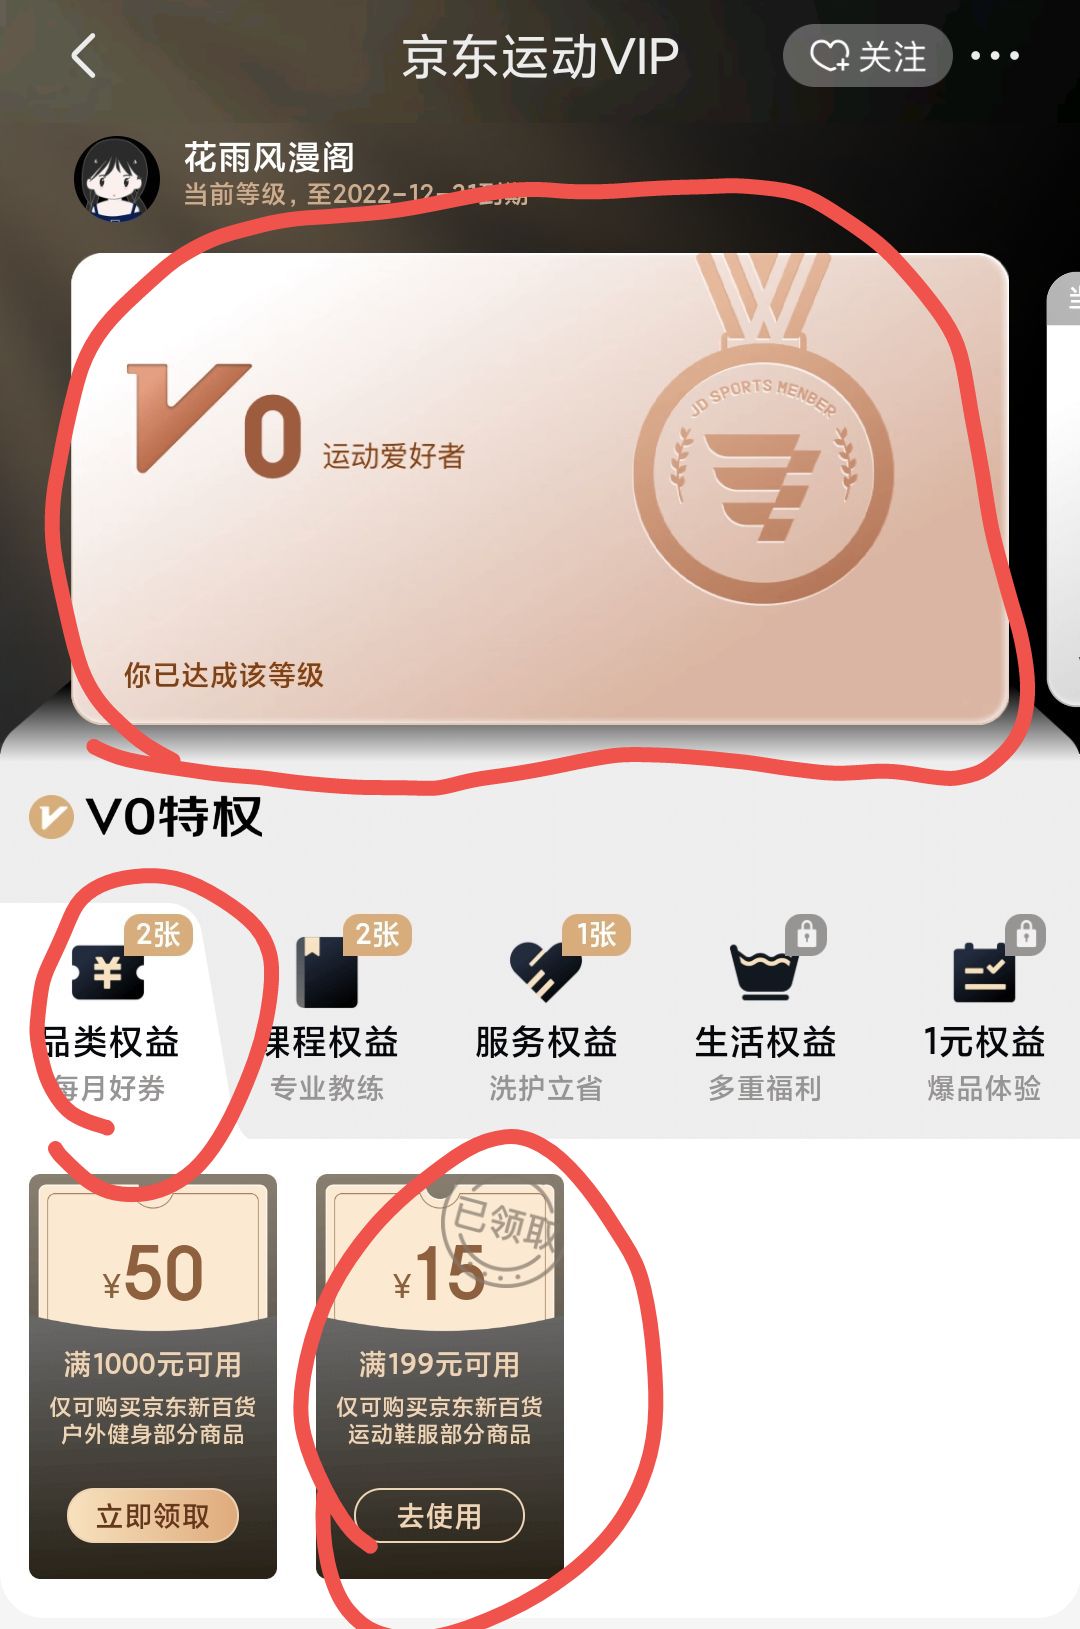 京东运动VIP
关注
花雨风漫阁
当前等级，至2022-12-31到期
当
JD SPORTS MENBER
V0 运动爱好者
你已达成该等级
V0特权
2张
2张
1张
品类权益
课程权益
服务权益
生活权益
1元权益
每月好券
专业教练
洗护立省
多重福利
爆品体验
¥50
满1000元可用
仅可购买京东新百货
户外健身部分商品
立即领取
已领取
¥15
满199元可用
仅可购买京东新百货
运动鞋服部分商品
去使用